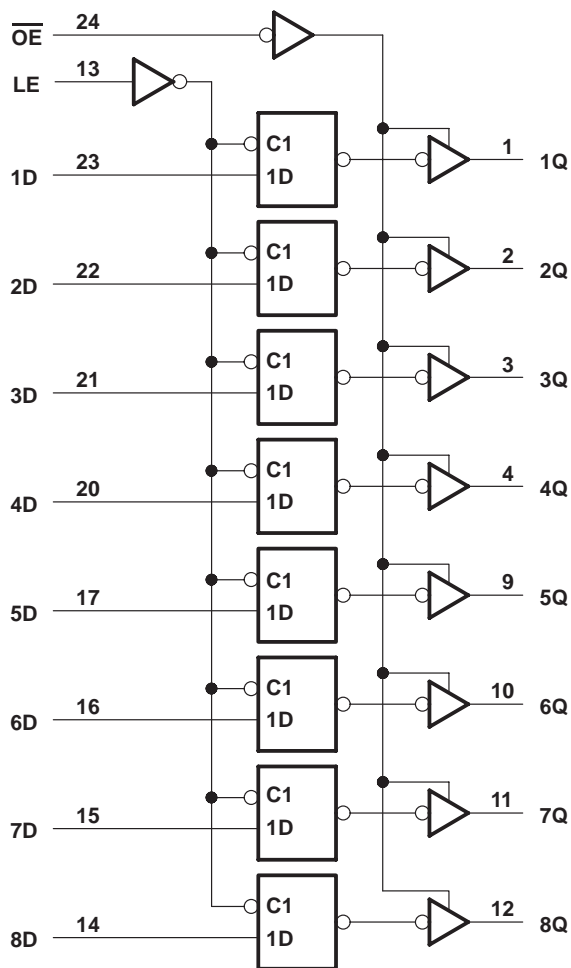 OE 24
LE 13
C1
1D 23 1D 1 1Q
C1
2D 22 1D 2 2Q
C1
3D 21 1D 3 3Q
C1
4D 20 1D 4 4Q
C1
5D 17 1D 9 5Q
C1
6D 16 1D 10 6Q
C1
7D 15 1D 11 7Q
C1
8D 14 1D 12 8Q